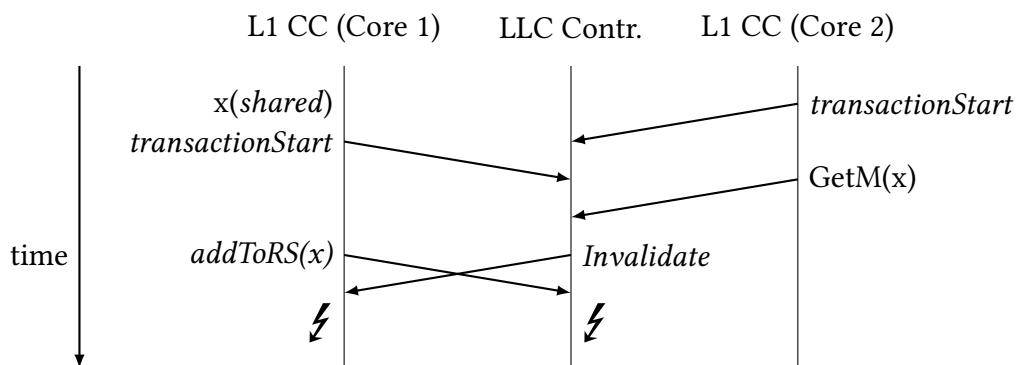 L1 CC (Core 1) LLC Contr. L1 CC (Core 2)
x(shared)
transactionStart
transactionStart
GetM(x)
time
addToRS(x)
Invalidate